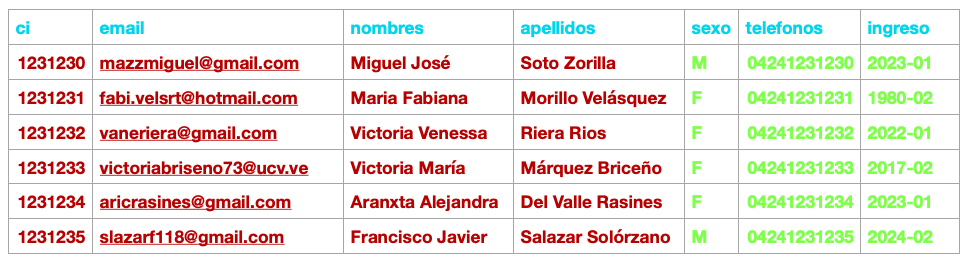 ci email nombres apellidos sexo telefonos ingreso
1231230 mazzmiguel@gmail.com Miguel José Soto Zorilla M 04241231230 2023-01
1231231 fabi.velsrt@hotmail.com Maria Fabiana Morillo Velásquez F 04241231231 1980-02
1231232 vaneriera@gmail.com Victoria Venessa Riera Rios F 04241231232 2022-01
1231233 victoriabriseno73@ucv.ve Victoria María Márquez Briceño F 04241231233 2017-02
1231234 aricrasines@gmail.com Aranxta Alejandra Del Valle Rasines F 04241231234 2023-01
1231235 slazarf118@gmail.com Francisco Javier Salazar Solórzano M 04241231235 2024-02